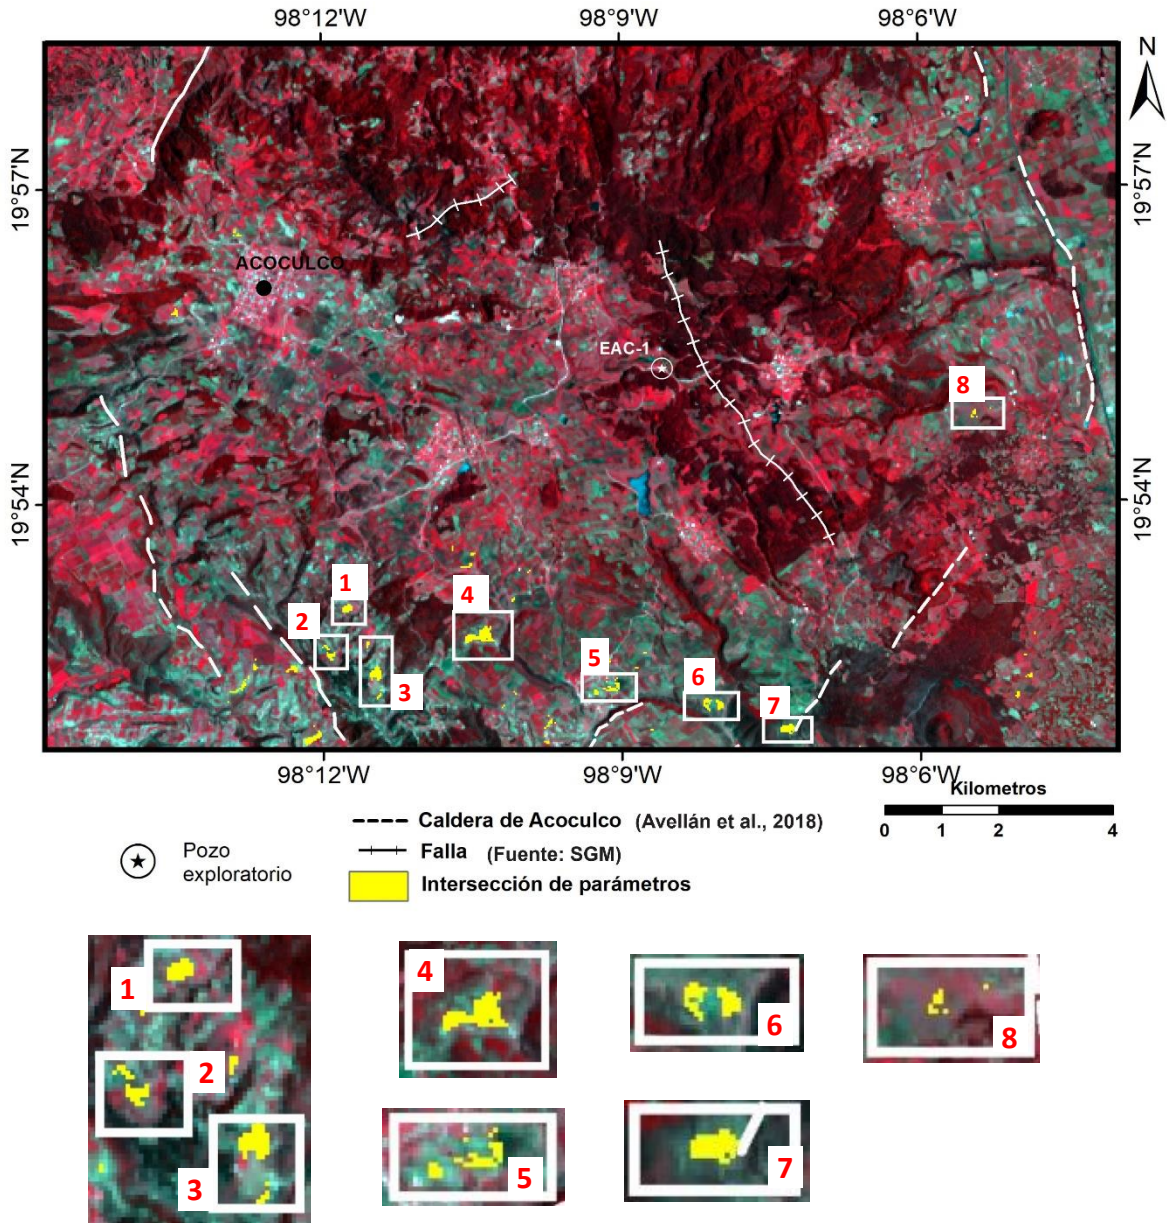 98°12'W 98°9'W 98°6'W
N
19°57'N 19°57'N
ACOCULCO
EAC-1
8
19°54'N 19°54'N
1
4
2
5
3
6
7
98°12'W 98°9'W 98°6'W
Kilometros
0 1 2 4
Caldera de Acoculco (Avellán et al., 2018)
Falla (Fuente: SGM)
Pozo
exploratorio
Intersección de parámetros
1
4
6
8
2
3
5
7